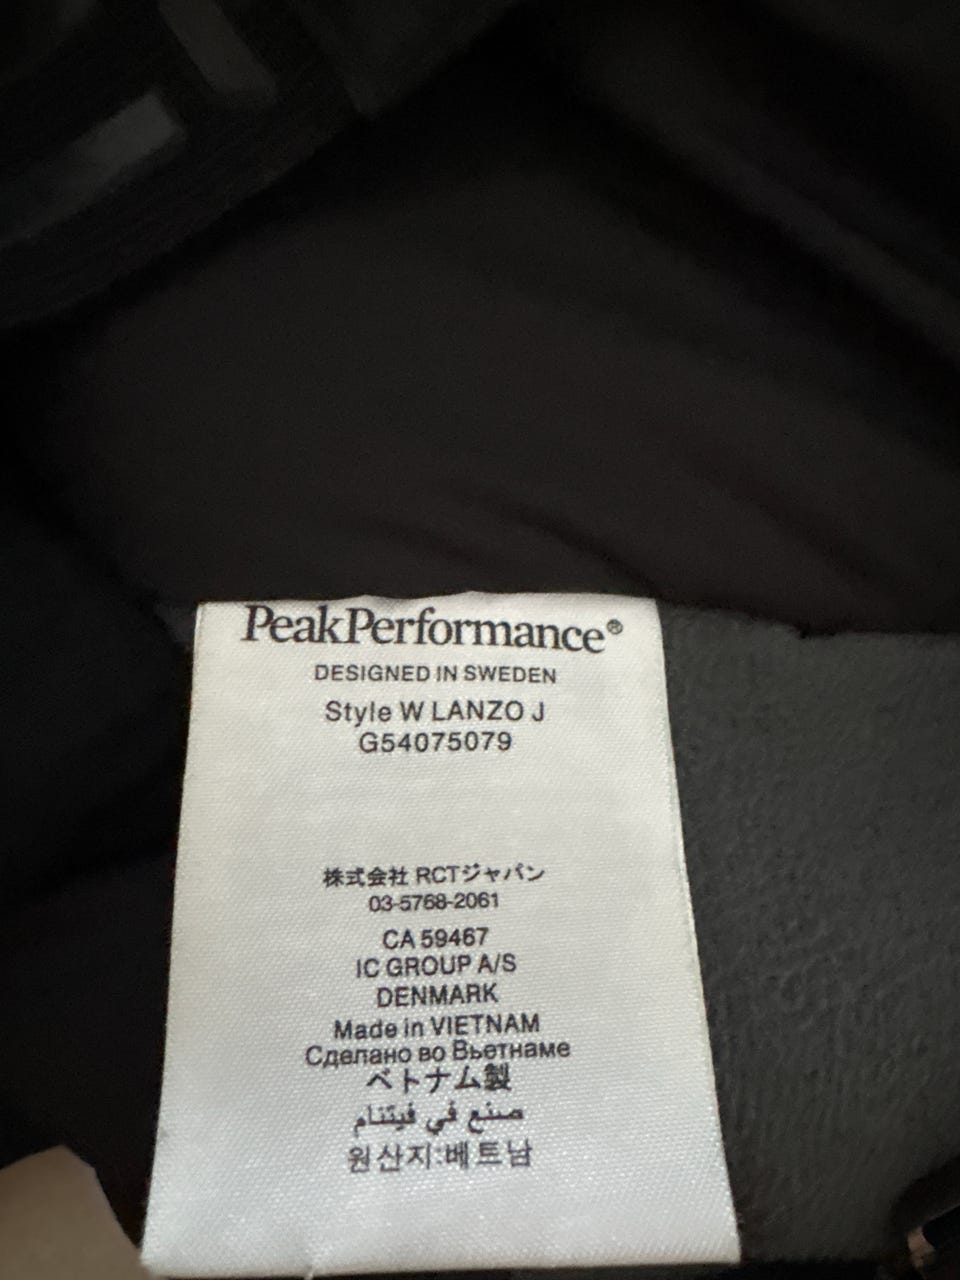 PeakPerformance®
DESIGNED IN SWEDEN
Style W LANZO J
G54075079
株式会社 RCTジャパン
03-5768-2061
CA 59467
IC GROUP A/S
DENMARK
Made in VIETNAM
Сделано во Вьетнаме
ベトナム製
صنع في فيتنام
원산지:베트남